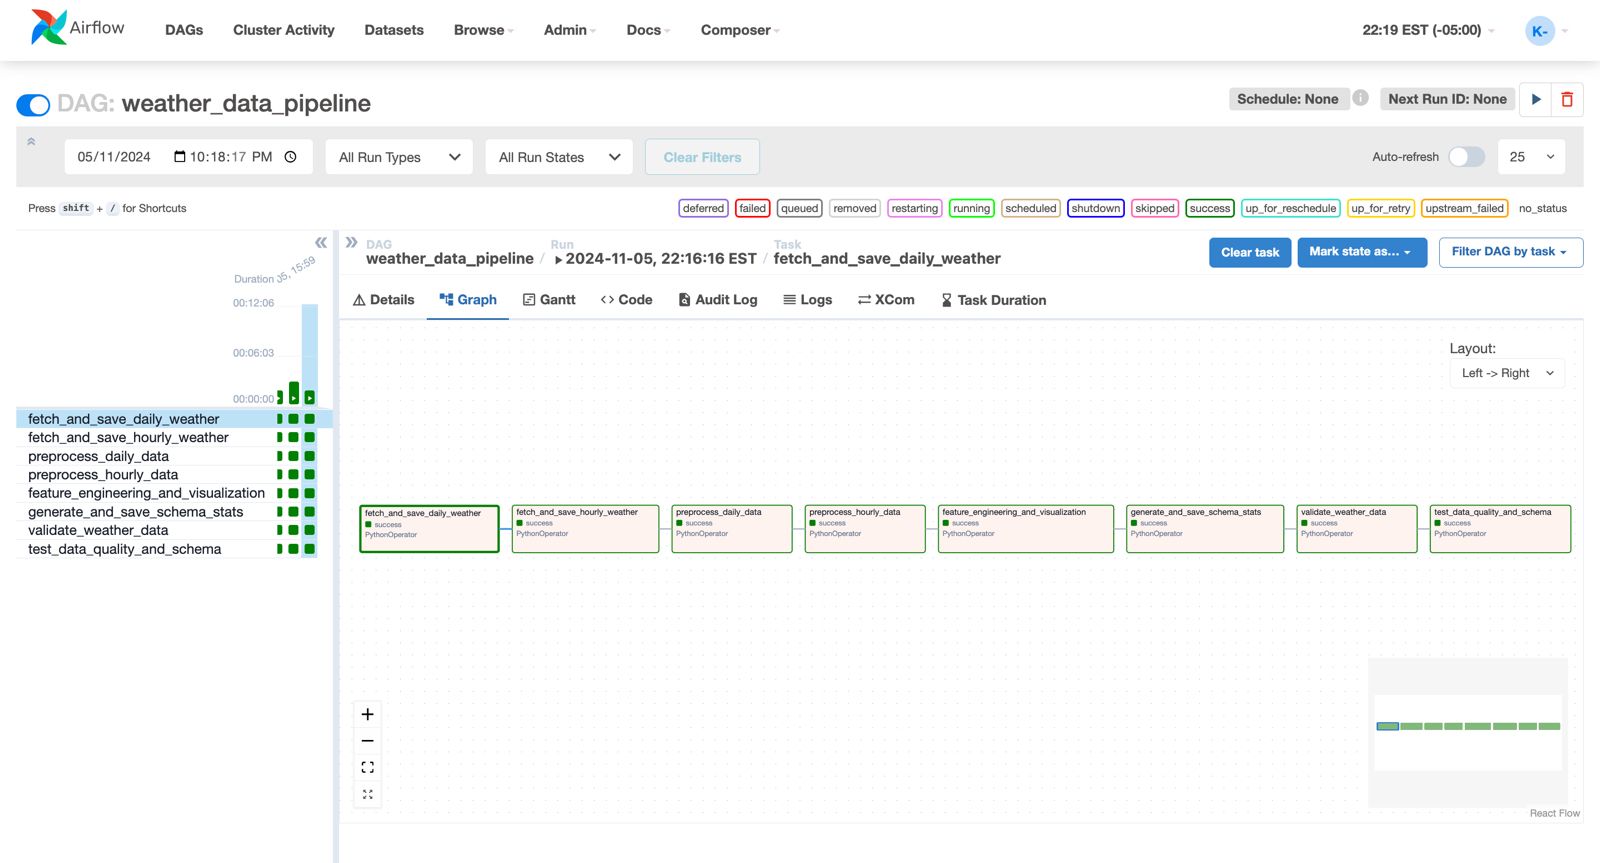 Airflow DAGs Cluster Activity Datasets Browse Admin Docs Composer 22:19 EST (-05:00) K-
DAG: weather_data_pipeline Schedule: None Next Run ID: None
05/11/2024 10:18:17 PM All Run Types All Run States Clear Filters Auto-refresh 25
Press shift + / for Shortcuts deferred failed queued removed restarting running scheduled shutdown skipped success up_for_reschedule up_for_retry upstream_failed no_status
05, 15:59
Duration
00:12:06
00:06:03
00:00:00
fetch_and_save_daily_weather
fetch_and_save_hourly_weather
preprocess_daily_data
preprocess_hourly_data
feature_engineering_and_visualization
generate_and_save_schema_stats
validate_weather_data
test_data_quality_and_schema
DAG Run Task
weather_data_pipeline / 2024-11-05, 22:16:16 EST / fetch_and_save_daily_weather Clear task Mark state as... Filter DAG by task
Details Graph Gantt Code Audit Log Logs XCom Task Duration
Layout:
Left -> Right
fetch_and_save_daily_weather
success
PythonOperator
fetch_and_save_hourly_weather
success
PythonOperator
preprocess_daily_data
success
PythonOperator
preprocess_hourly_data
success
PythonOperator
feature_engineering_and_visualization
success
PythonOperator
generate_and_save_schema_stats
success
PythonOperator
validate_weather_data
success
PythonOperator
test_data_quality_and_schema
success
PythonOperator
React Flow